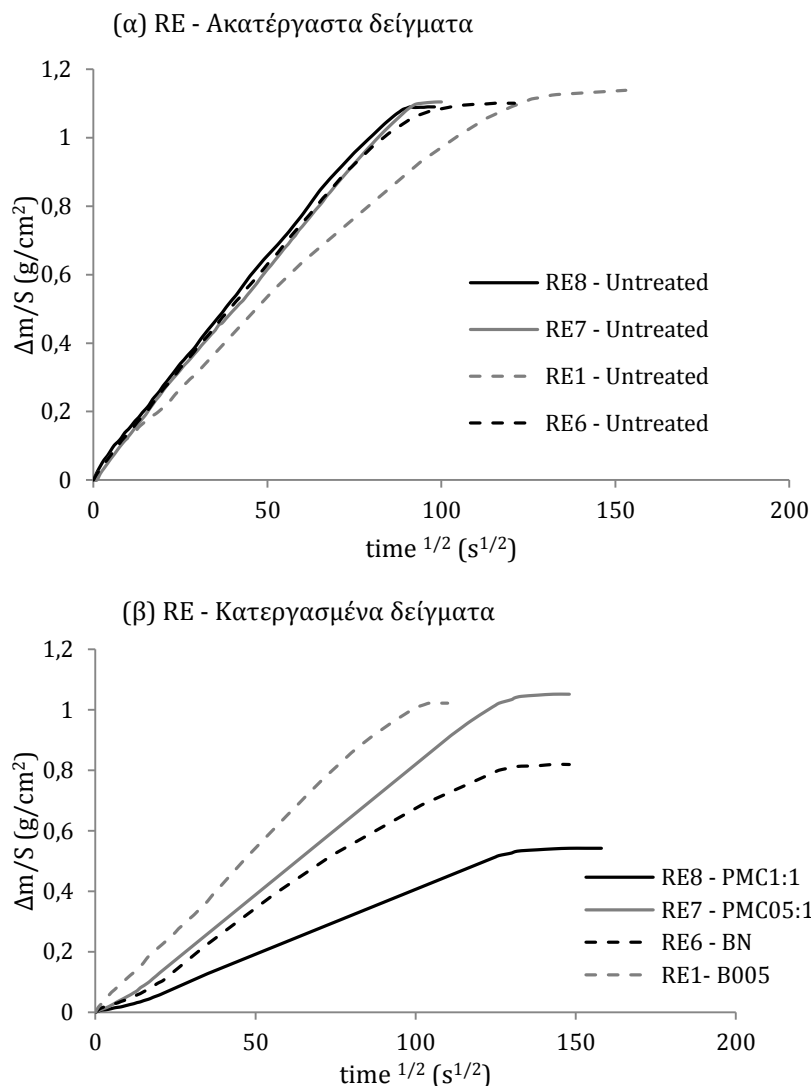 (α) RE - Ακατέργαστα δείγματα
1,2
1
0,8
0,6
0,4
0,2
0
Δm/S (g/cm²)
RE8 - Untreated
RE7 - Untreated
RE1 - Untreated
RE6 - Untreated
0 50 100 150 200
time ¹/² (s¹/²)
(β) RE - Κατεργασμένα δείγματα
1,2
1
0,8
0,6
0,4
0,2
0
Δm/S (g/cm²)
RE8 - PMC1:1
RE7 - PMC05:1
RE6 - BN
RE1- B005
0 50 100 150 200
time ¹/² (s¹/²)